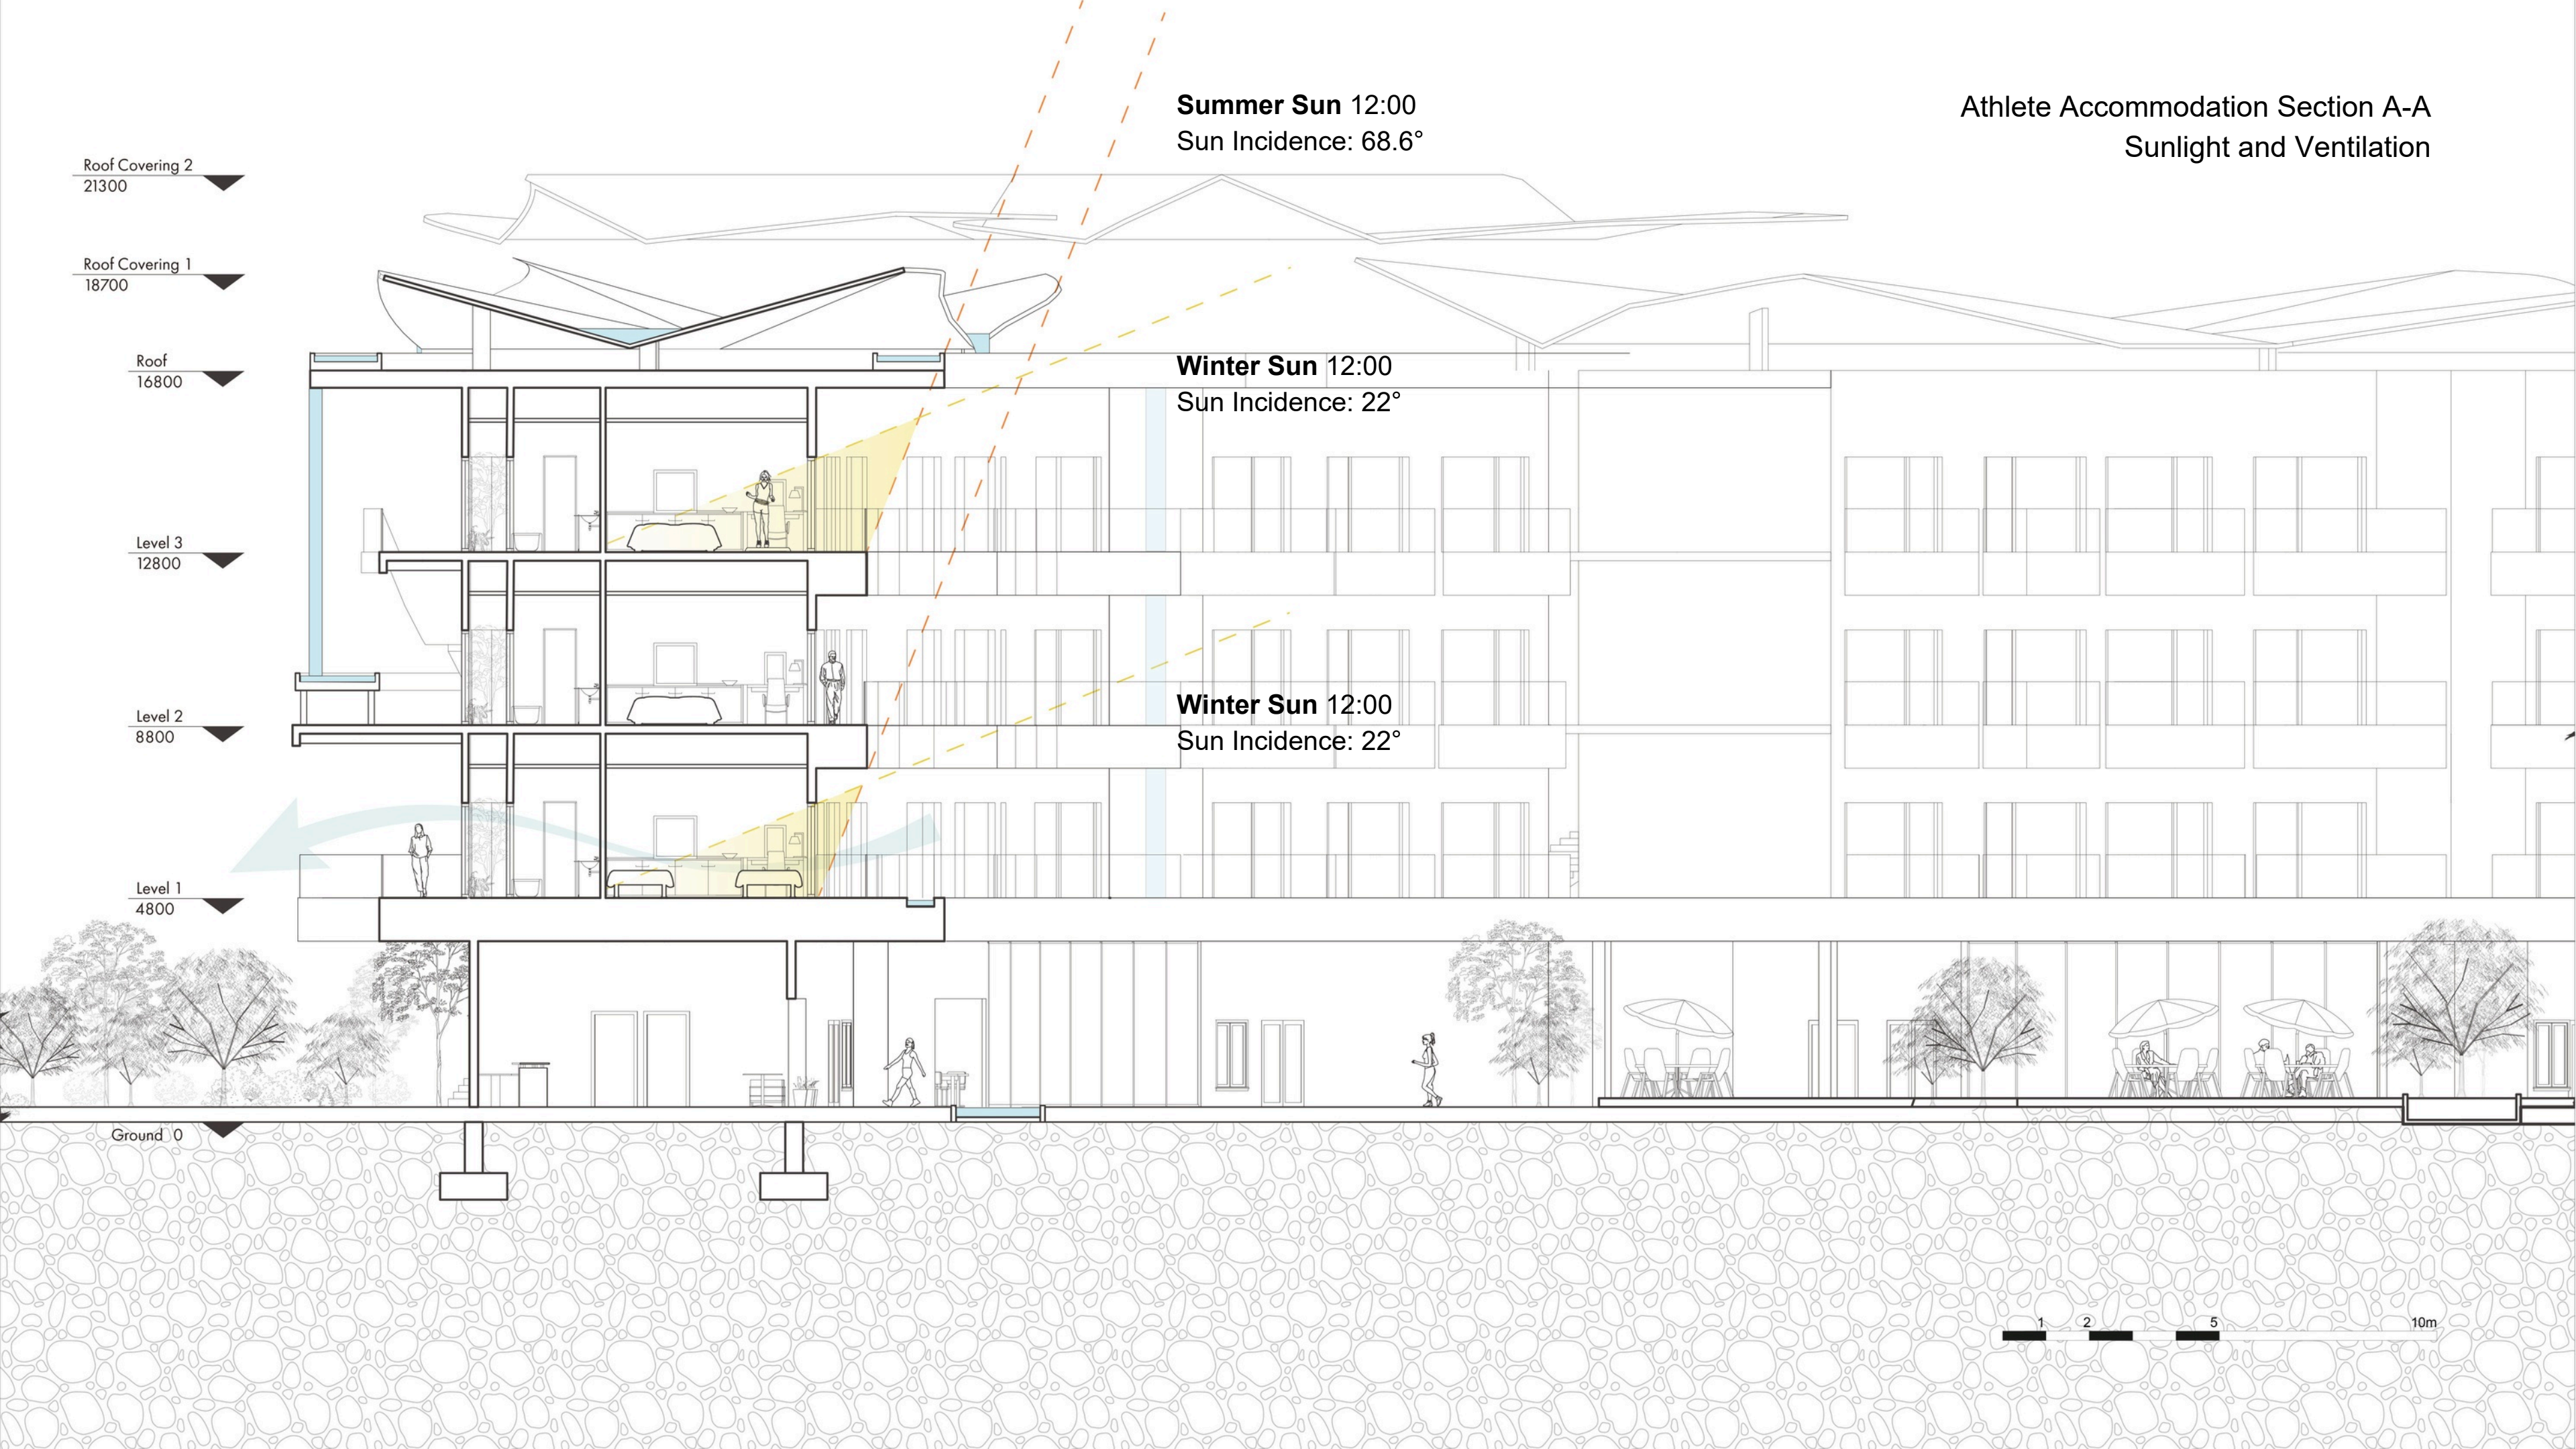 Summer Sun 12:00
Sun Incidence: 68.6°
Athlete Accommodation Section A-A
Sunlight and Ventilation
Roof Covering 2
21300
Roof Covering 1
18700
Roof
16800
Winter Sun 12:00
Sun Incidence: 22°
Level 3
12800
Level 2
8800
Winter Sun 12:00
Sun Incidence: 22°
Level 1
4800
Ground 0
1 2 5 10m